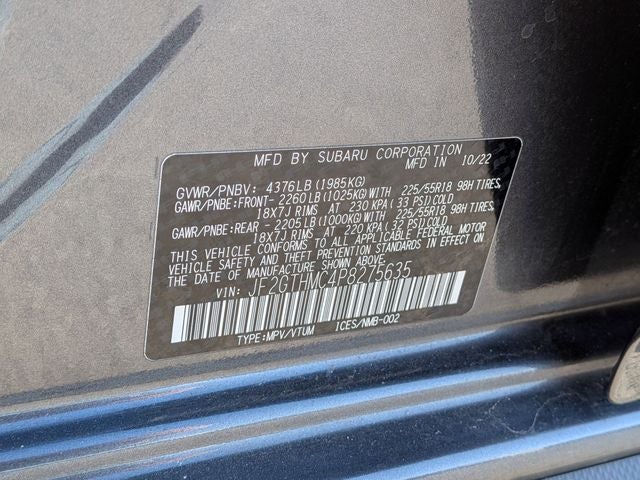 MFD BY SUBARU CORPORATION
MFD IN 10/22
GVWR/PNBV: 4376LB(1985KG)
GAWR/PNBE:FRONT- 2260LB(1025KG)WITH 225/55R18 98H TIRES,
18X7J RIMS AT 230 KPA(33 PSI)COLD
GAWR/PNBE:REAR - 2205LB(1000KG)WITH 225/55R18 98H TIRES,
18X7J RIMS AT 220 KPA(32 PSI)COLD
THIS VEHICLE CONFORMS TO ALL APPLICABLE FEDERAL MOTOR
VEHICLE SAFETY AND THEFT PREVENTION STANDARDS IN EFFECT ON
THE DATE OF MANUFACTURE SHOWN ABOVE.
VIN: JF2GTHMC4P8275635
TYPE:MPV/VTUM ICES/NMB-002